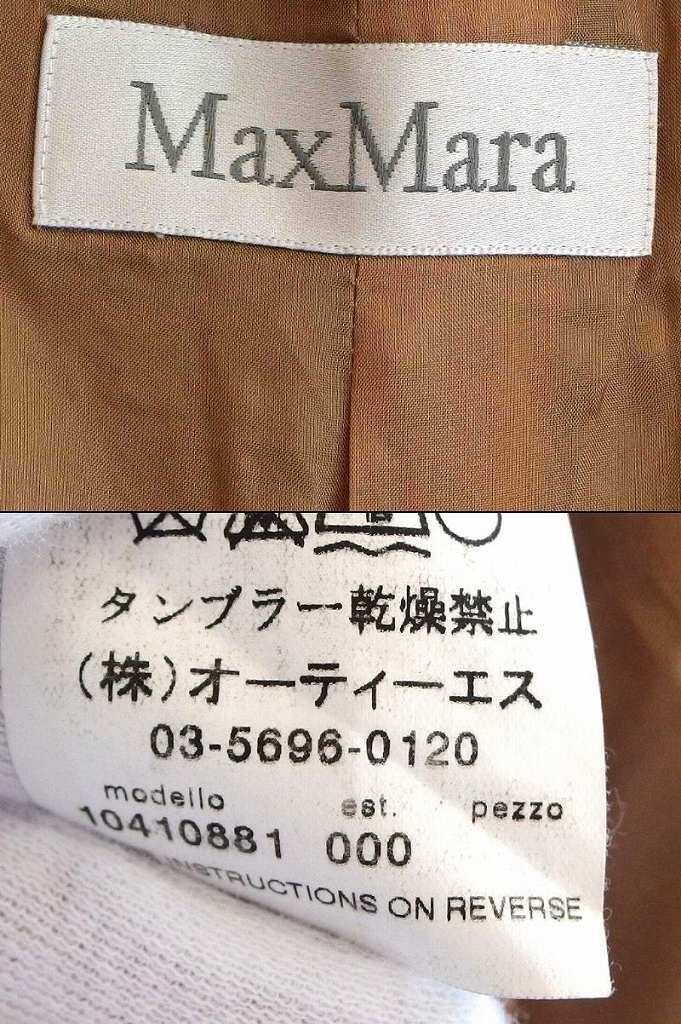 MaxMara
タンブラー乾燥禁止
(株)オーティーエス
03-5696-0120
modello est. pezzo
10410881 000
INSTRUCTIONS ON REVERSE